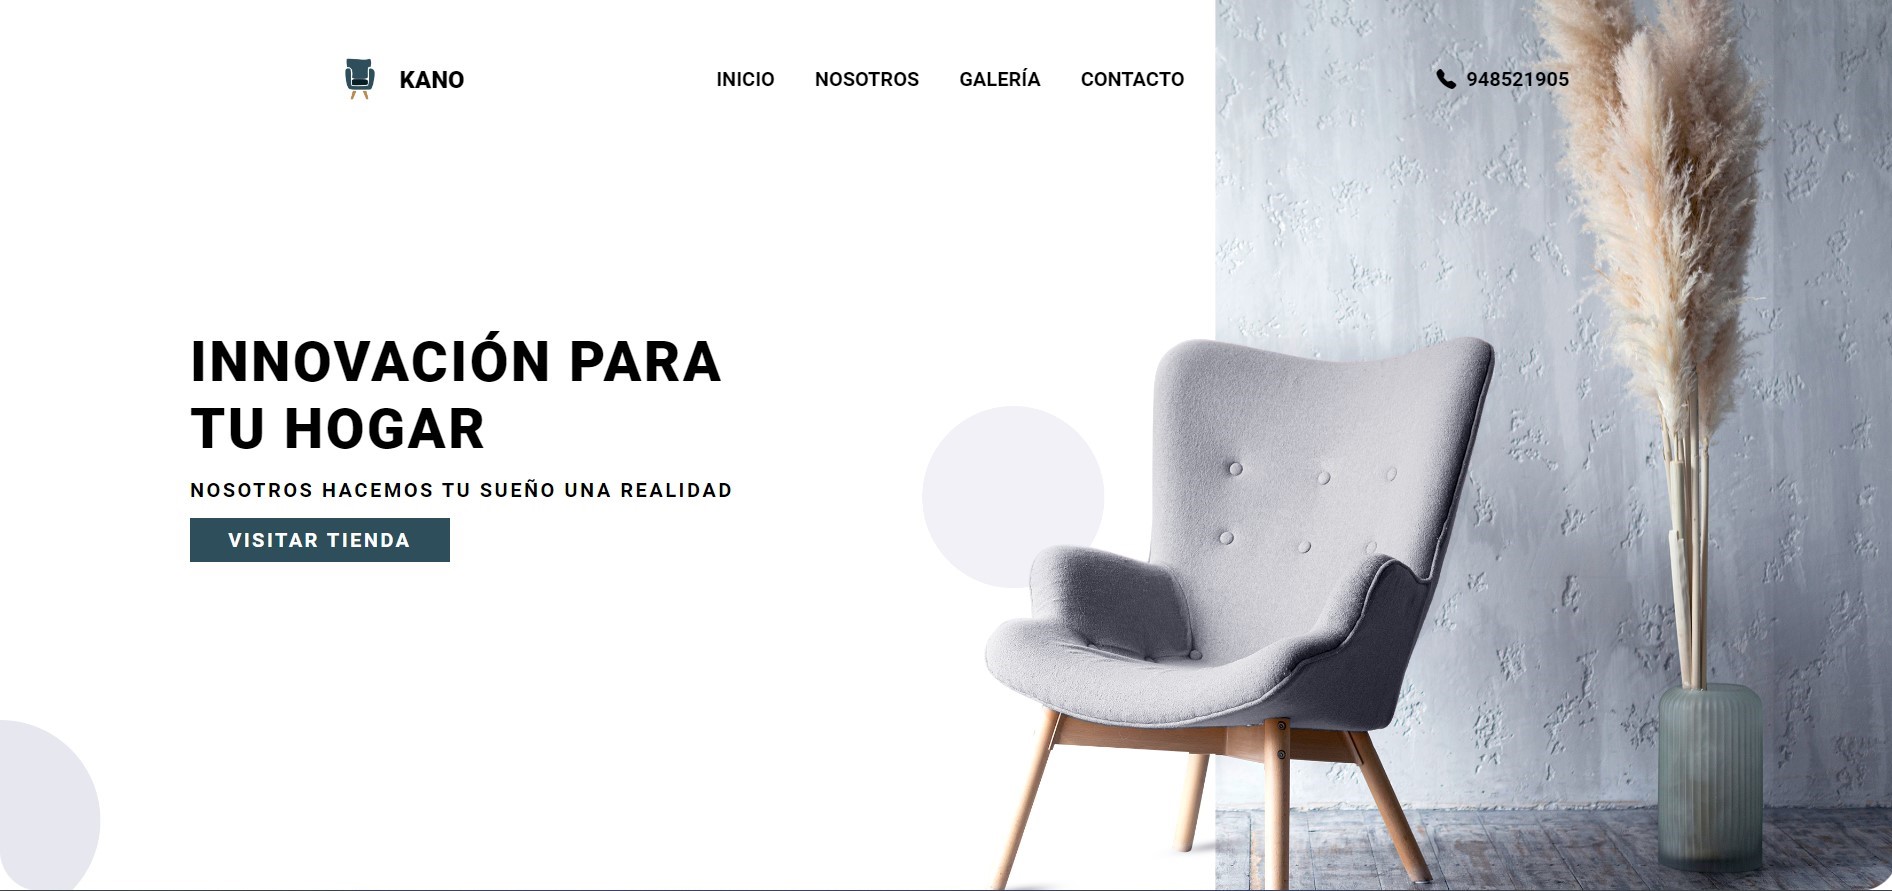 KANO
INICIO NOSOTROS GALERÍA CONTACTO
948521905
INNOVACIÓN PARA
TU HOGAR
NOSOTROS HACEMOS TU SUEÑO UNA REALIDAD
VISITAR TIENDA